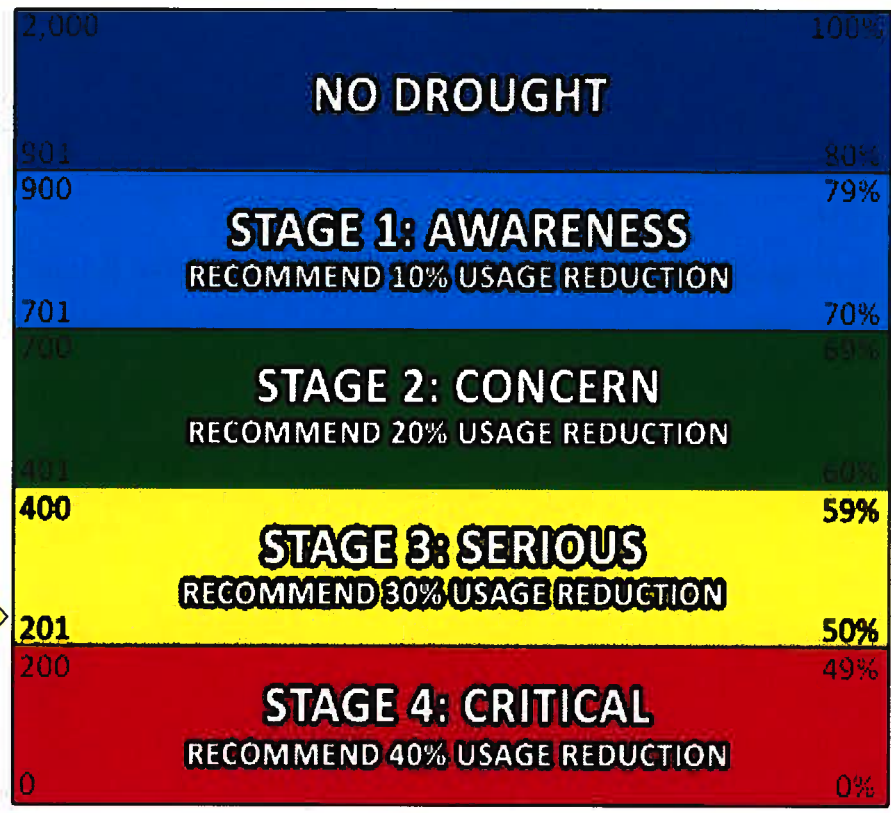 2,000 100%
NO DROUGHT
901 80%
900 79%
STAGE 1: AWARENESS
RECOMMEND 10% USAGE REDUCTION
701 70%
700 69%
STAGE 2: CONCERN
RECOMMEND 20% USAGE REDUCTION
401 60%
400 59%
STAGE 3: SERIOUS
RECOMMEND 30% USAGE REDUCTION
201 50%
200 49%
STAGE 4: CRITICAL
RECOMMEND 40% USAGE REDUCTION
0 0%